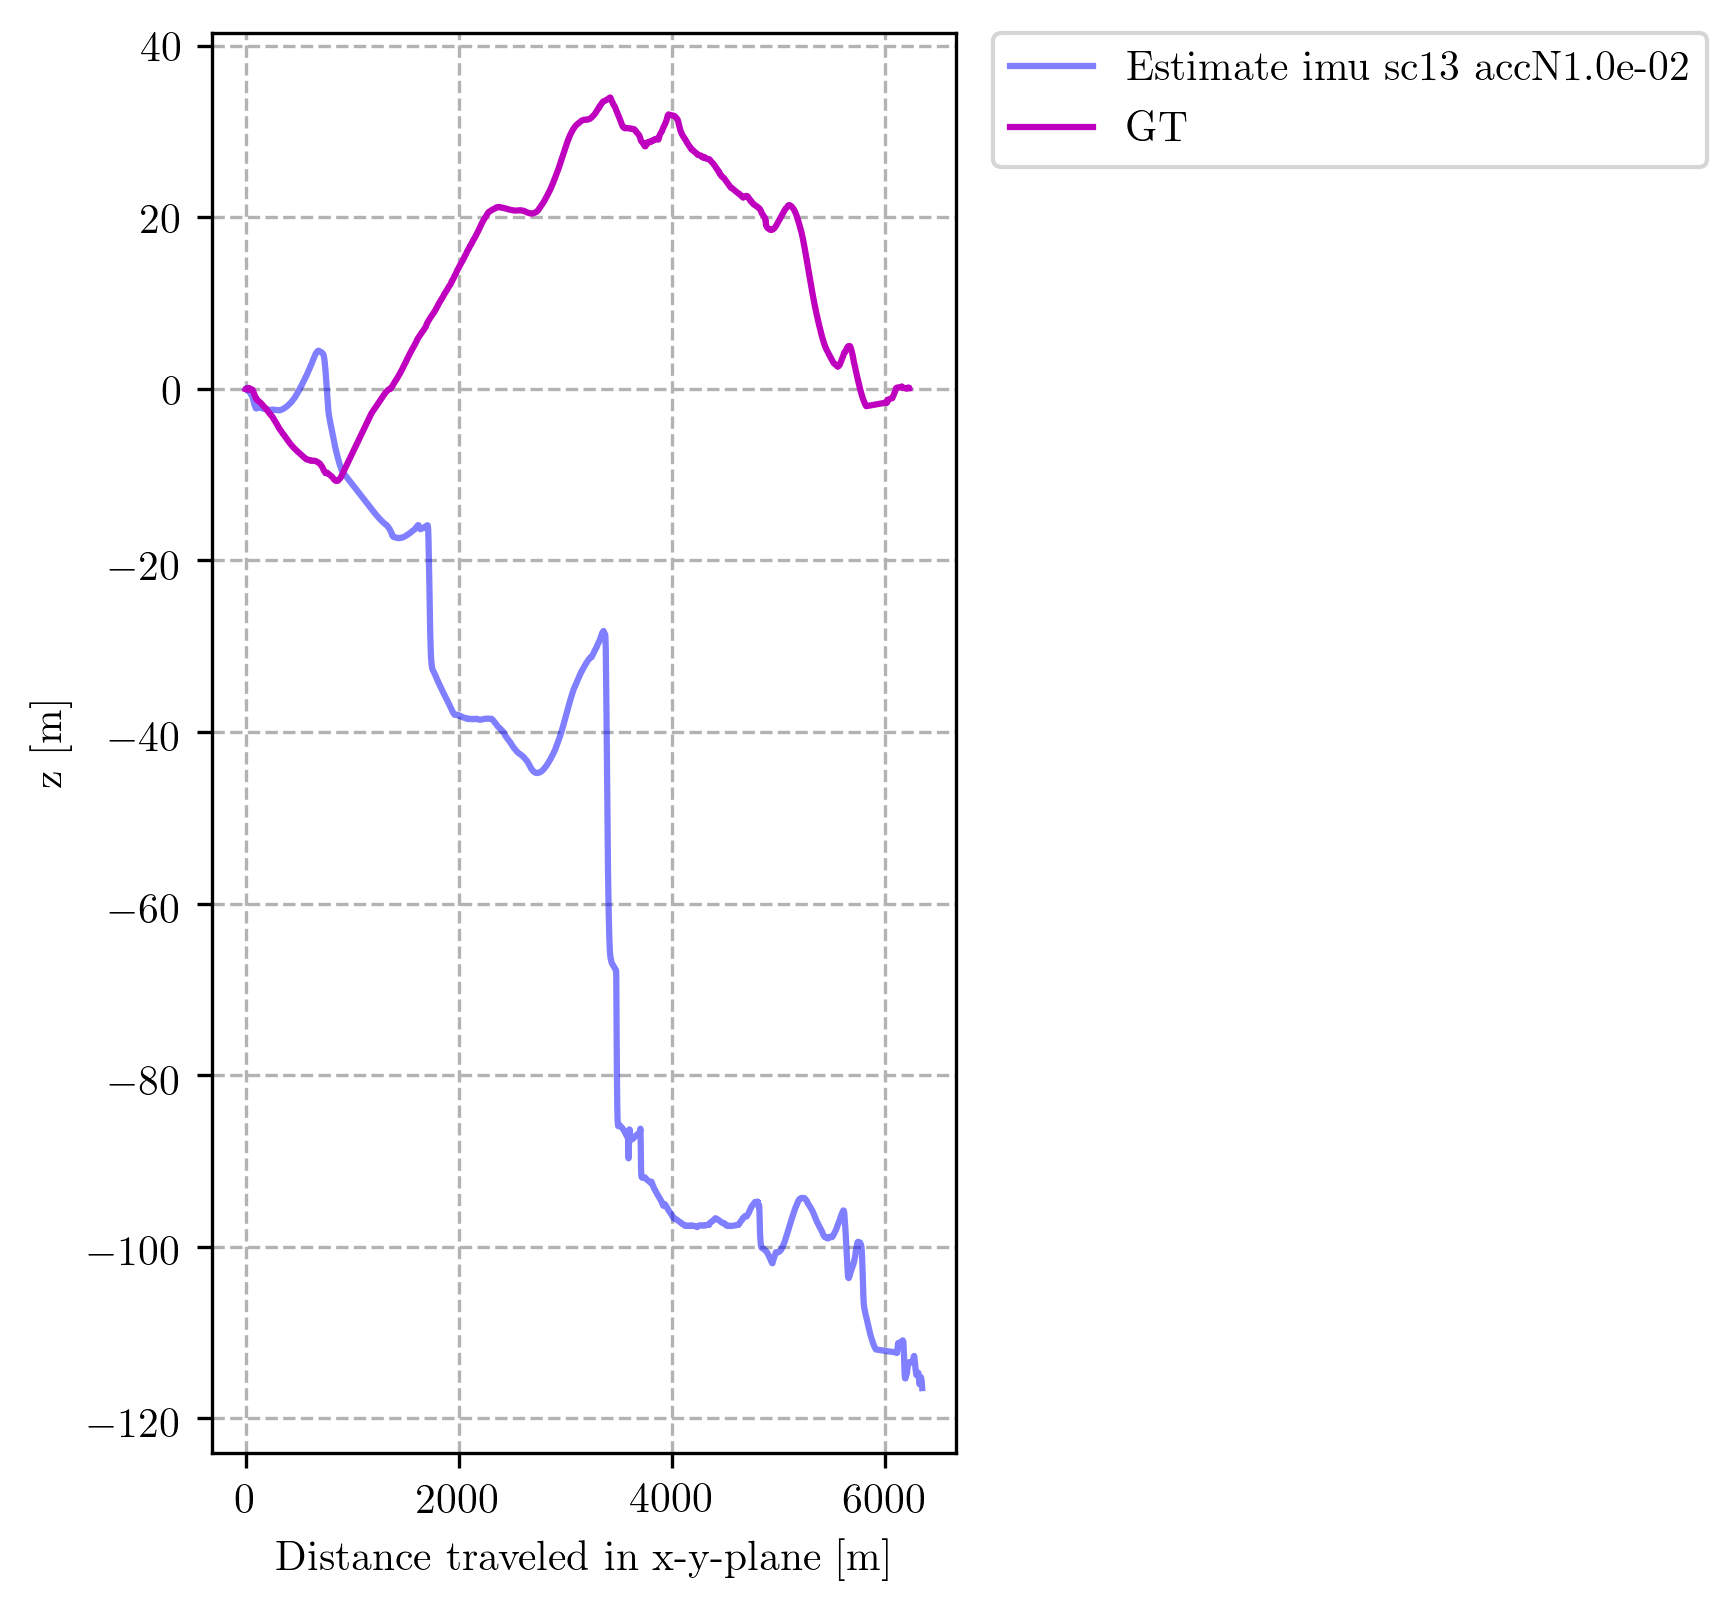 Estimate imu sc13 accN1.0e-02
GT
40
20
0
−20
−40
−60
−80
−100
−120
z [m]
0 2000 4000 6000
Distance traveled in x-y-plane [m]